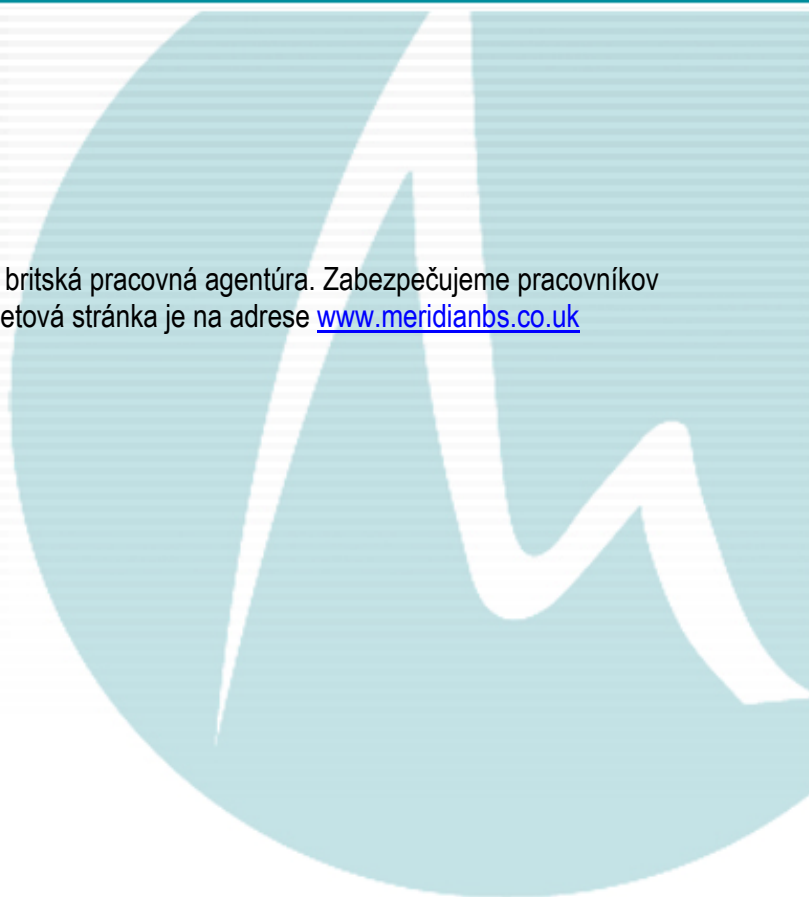 britská pracovná agentúra. Zabezpečujeme pracovníkov
etová stránka je na adrese www.meridianbs.co.uk